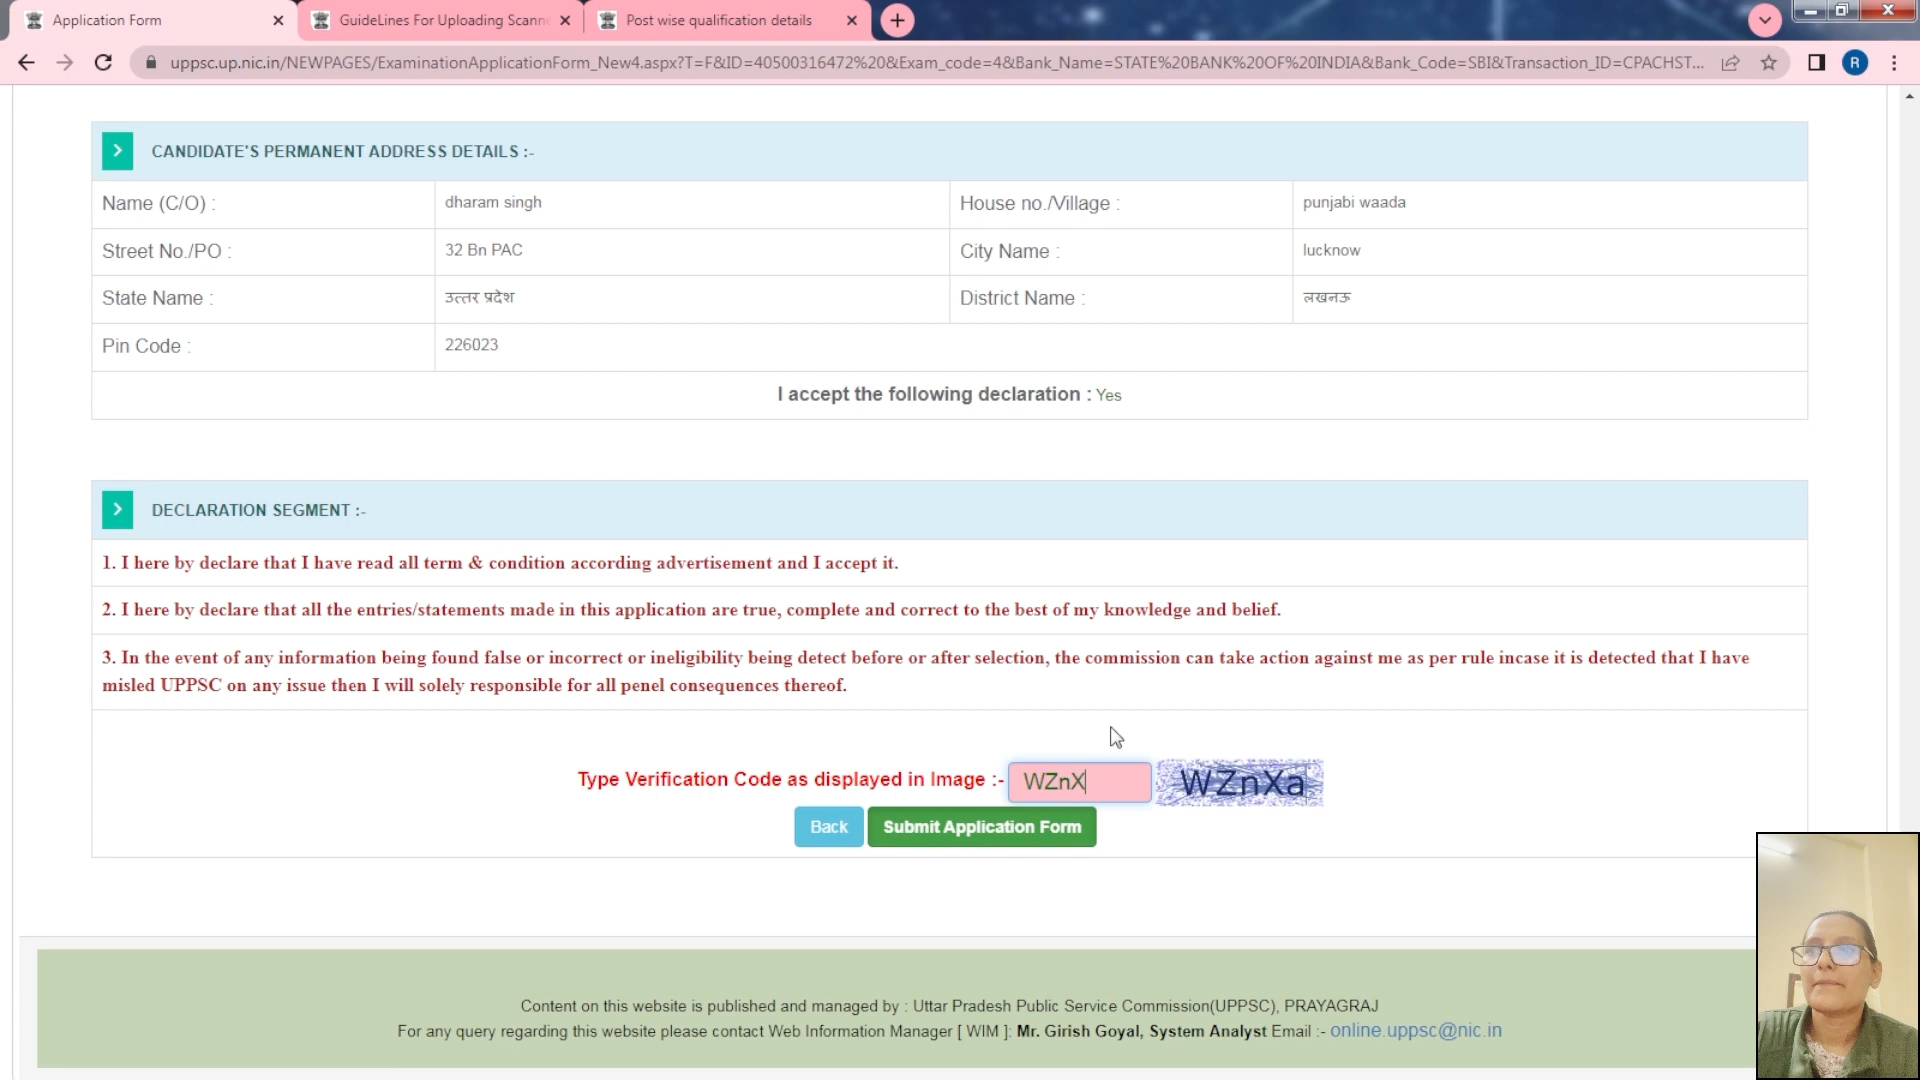 Application Form
GuideLines For Uploading Scann
Post wise qualification details
uppsc.up.nic.in/NEWPAGES/ExaminationApplicationForm_New4.aspx?T=F&ID=40500316472%20&Exam_code=4&Bank_Name=STATE%20BANK%20OF%20INDIA&Bank_Code=SBI&Transaction_ID=CPACHST...
R
CANDIDATE'S PERMANENT ADDRESS DETAILS :-
Name (C/O) : dharam singh House no./Village : punjabi waada
Street No./PO : 32 Bn PAC City Name : lucknow
State Name : उत्तर प्रदेश District Name : लखनऊ
Pin Code : 226023
I accept the following declaration : Yes
DECLARATION SEGMENT :-
1. I here by declare that I have read all term & condition according advertisement and I accept it.
2. I here by declare that all the entries/statements made in this application are true, complete and correct to the best of my knowledge and belief.
3. In the event of any information being found false or incorrect or ineligibility being detect before or after selection, the commission can take action against me as per rule incase it is detected that I have
misled UPPSC on any issue then I will solely responsible for all penel consequences thereof.
Type Verification Code as displayed in Image :- WZnX WZnXa
Back Submit Application Form
Content on this website is published and managed by : Uttar Pradesh Public Service Commission(UPPSC), PRAYAGRAJ
For any query regarding this website please contact Web Information Manager [ WIM ]: Mr. Girish Goyal, System Analyst Email :- online.uppsc@nic.in